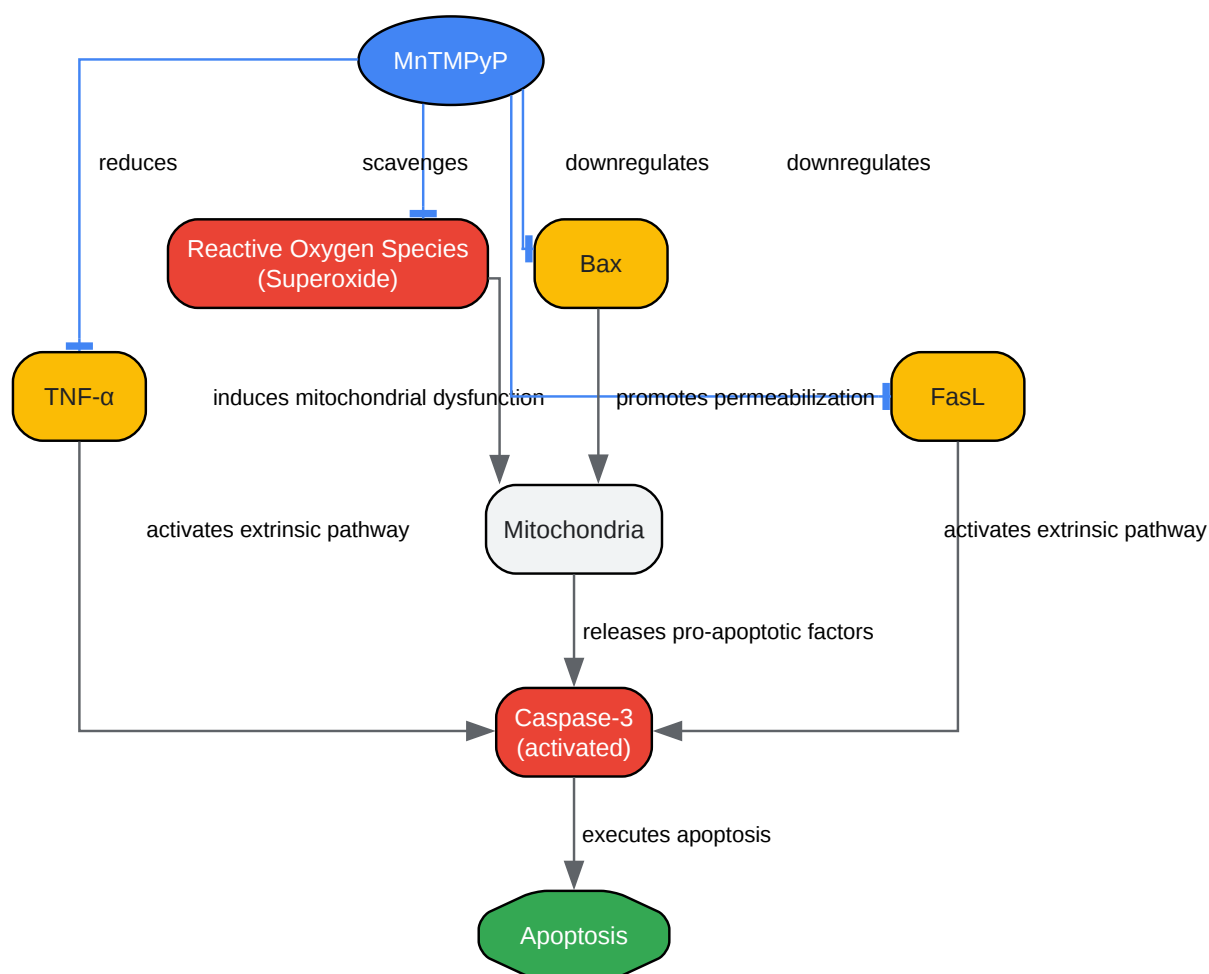 MnTMPyP
reduces
scavenges
downregulates
downregulates
Reactive Oxygen Species
(Superoxide)
Bax
TNF-α
induces mitochondrial dysfunction
promotes permeabilization
FasL
activates extrinsic pathway
Mitochondria
activates extrinsic pathway
releases pro-apoptotic factors
Caspase-3
(activated)
executes apoptosis
Apoptosis